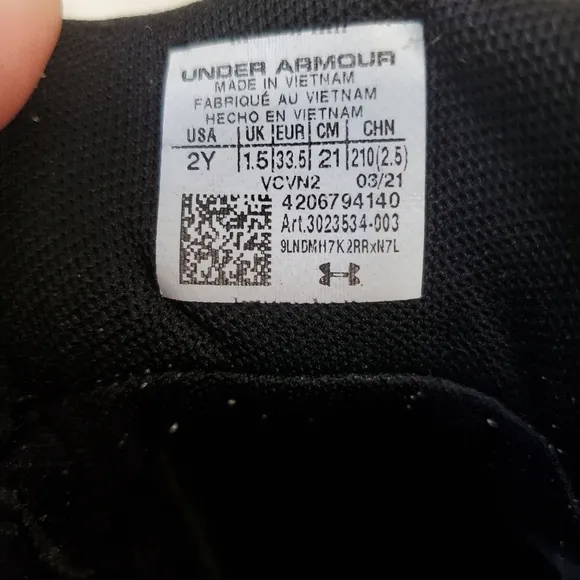 UNDER ARMOUR
MADE IN VIETNAM
FABRIQUÉ AU VIETNAM
HECHO EN VIETNAM
USA UK EUR CM CHN
2Y 1.5 33.5 21 210(2.5)
VCVN2 03/21
4206794140
Art.3023534-003
9LNDMH7K2RRxN7L